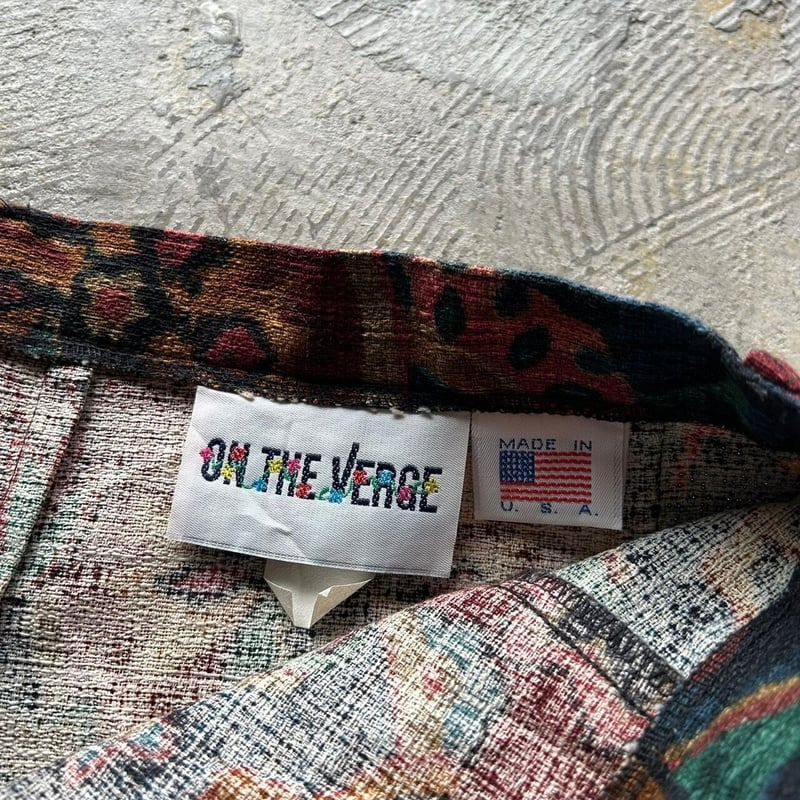 ON THE VERGE
MADE IN
U. S. A.